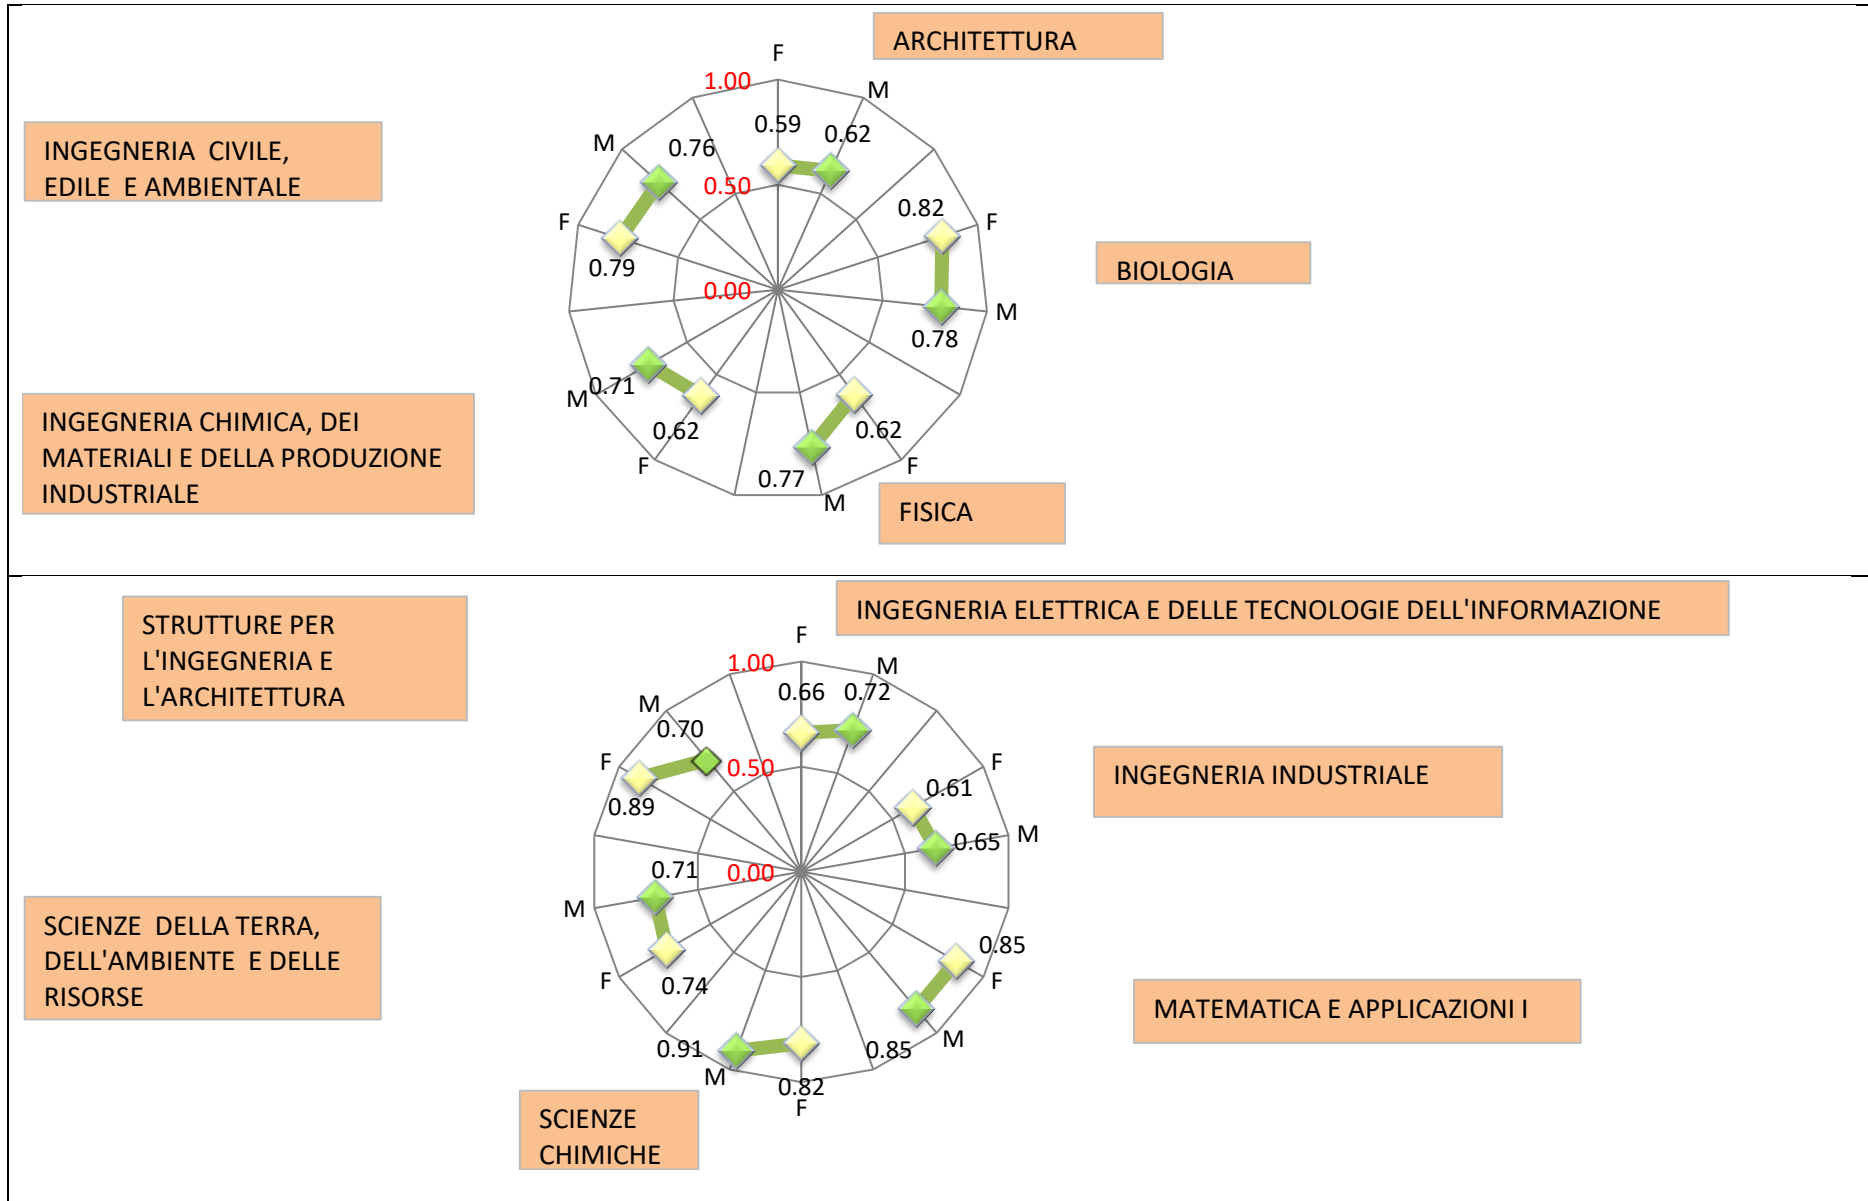 ARCHITETTURA
F
1.00
M
0.59
0.62
M
0.76
INGEGNERIA  CIVILE,
EDILE  E AMBIENTALE
0.50
F
0.82
F
0.79
BIOLOGIA
0.00
M
0.78
0.71
M
INGEGNERIA CHIMICA, DEI
MATERIALI E DELLA PRODUZIONE
INDUSTRIALE
0.62
F
0.62
F
0.77
M
FISICA
INGEGNERIA ELETTRICA E DELLE TECNOLOGIE DELL'INFORMAZIONE
STRUTTURE PER
L'INGEGNERIA E
L'ARCHITETTURA
F
1.00
M
0.66
0.72
M
0.70
0.50
F
0.89
F
0.61
INGEGNERIA INDUSTRIALE
M
0.65
0.71
0.00
M
SCIENZE  DELLA TERRA,
DELL'AMBIENTE  E DELLE
RISORSE
F
0.74
0.85
F
MATEMATICA E APPLICAZIONI I
M
0.85
0.91
M
0.82
F
SCIENZE
CHIMICHE